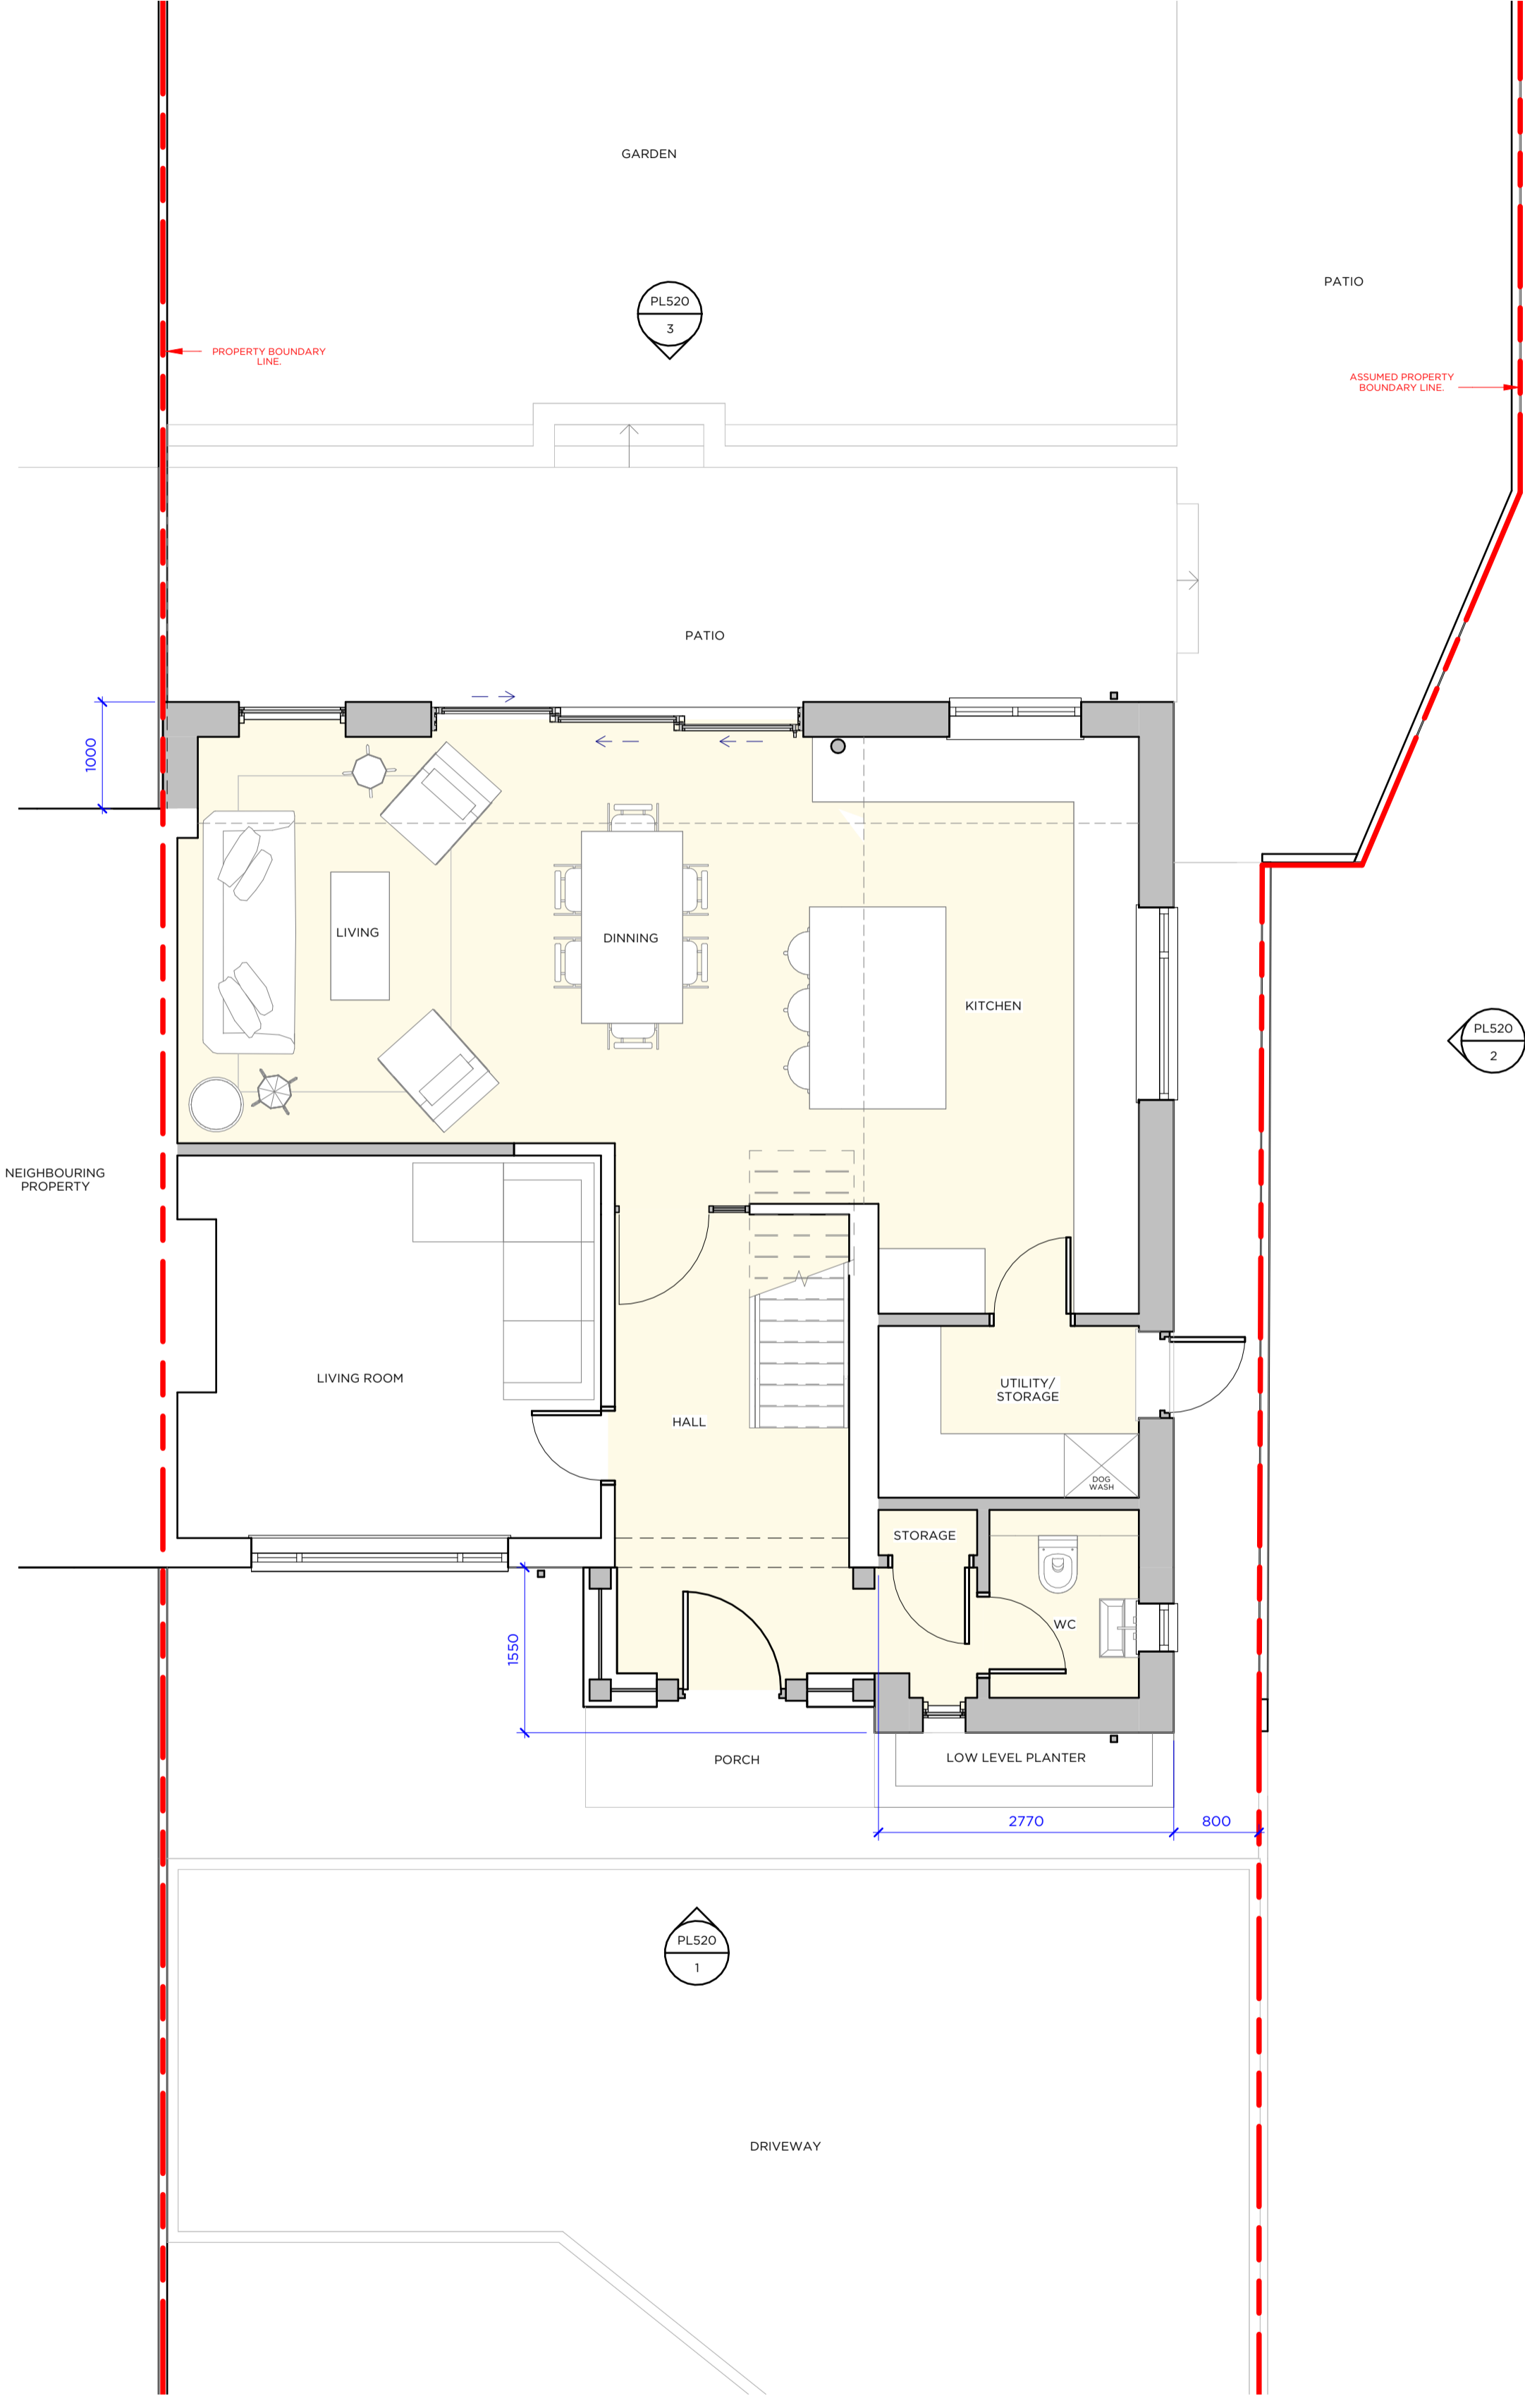 GARDEN
PATIO
PL520
3
PROPERTY BOUNDARY
LINE.
ASSUMED PROPERTY
BOUNDARY LINE.
PATIO
1000
LIVING
DINNING
KITCHEN
PL520
2
NEIGHBOURING
PROPERTY
LIVING ROOM
HALL
UTILITY/
STORAGE
DOG
WASH
STORAGE
WC
1550
PORCH
LOW LEVEL PLANTER
2770
800
PL520
1
DRIVEWAY